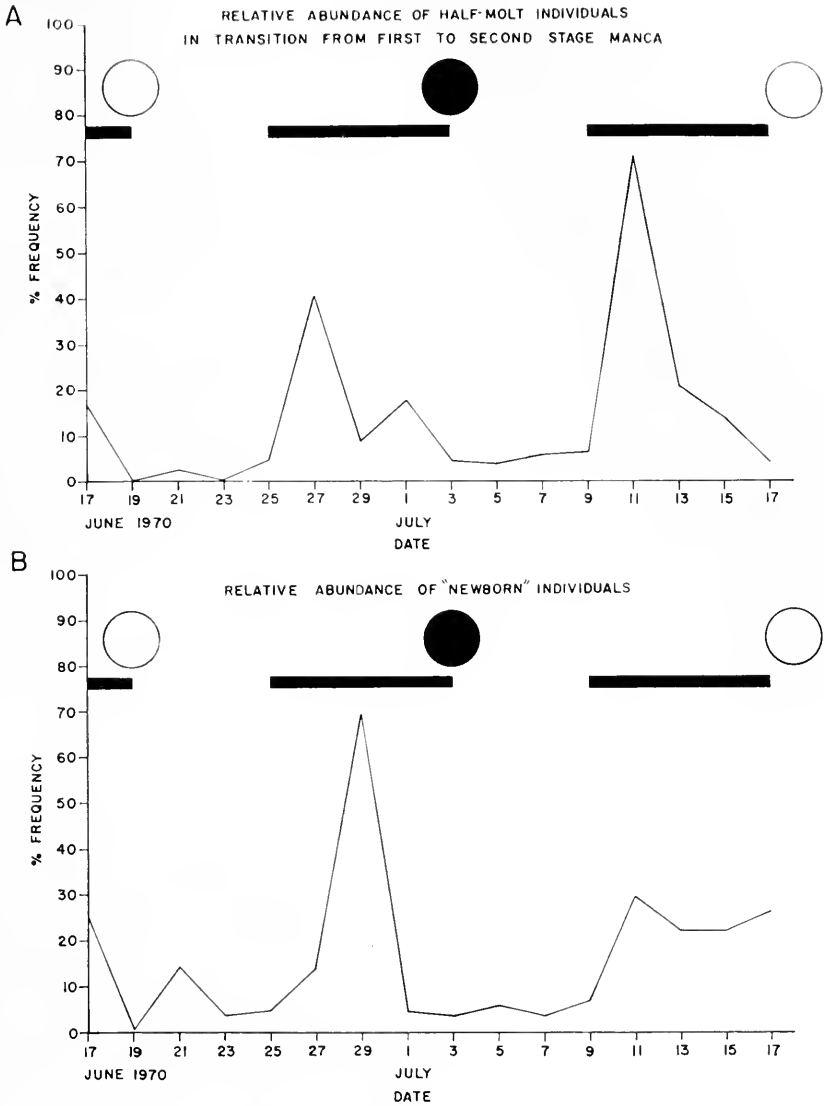 A
RELATIVE ABUNDANCE OF HALF-MOLT INDIVIDUALS
IN TRANSITION FROM FIRST TO SECOND STAGE MANCA
100
90
80
70
60
50
40
30
20
10
0
% FREQUENCY
17 19 21 23 25 27 29 1 3 5 7 9 11 13 15 17
JUNE 1970 JULY
DATE
B
RELATIVE ABUNDANCE OF "NEWBORN" INDIVIDUALS
100
90
80
70
60
50
40
30
20
10
0
% FREQUENCY
17 19 21 23 25 27 29 1 3 5 7 9 11 13 15 17
JUNE 1970 JULY
DATE